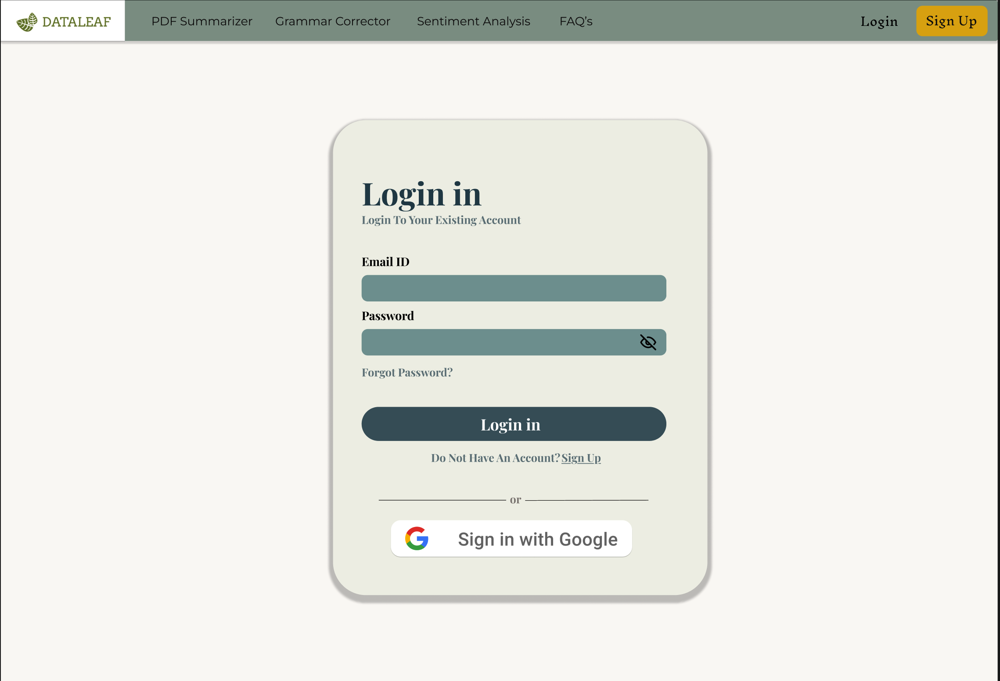 DATALEAF
PDF Summarizer
Grammar Corrector
Sentiment Analysis
FAQ’s
Login
Sign Up
Login in
Login To Your Existing Account
Email ID
Password
Forgot Password?
Login in
Do Not Have An Account? Sign Up
or
Sign in with Google